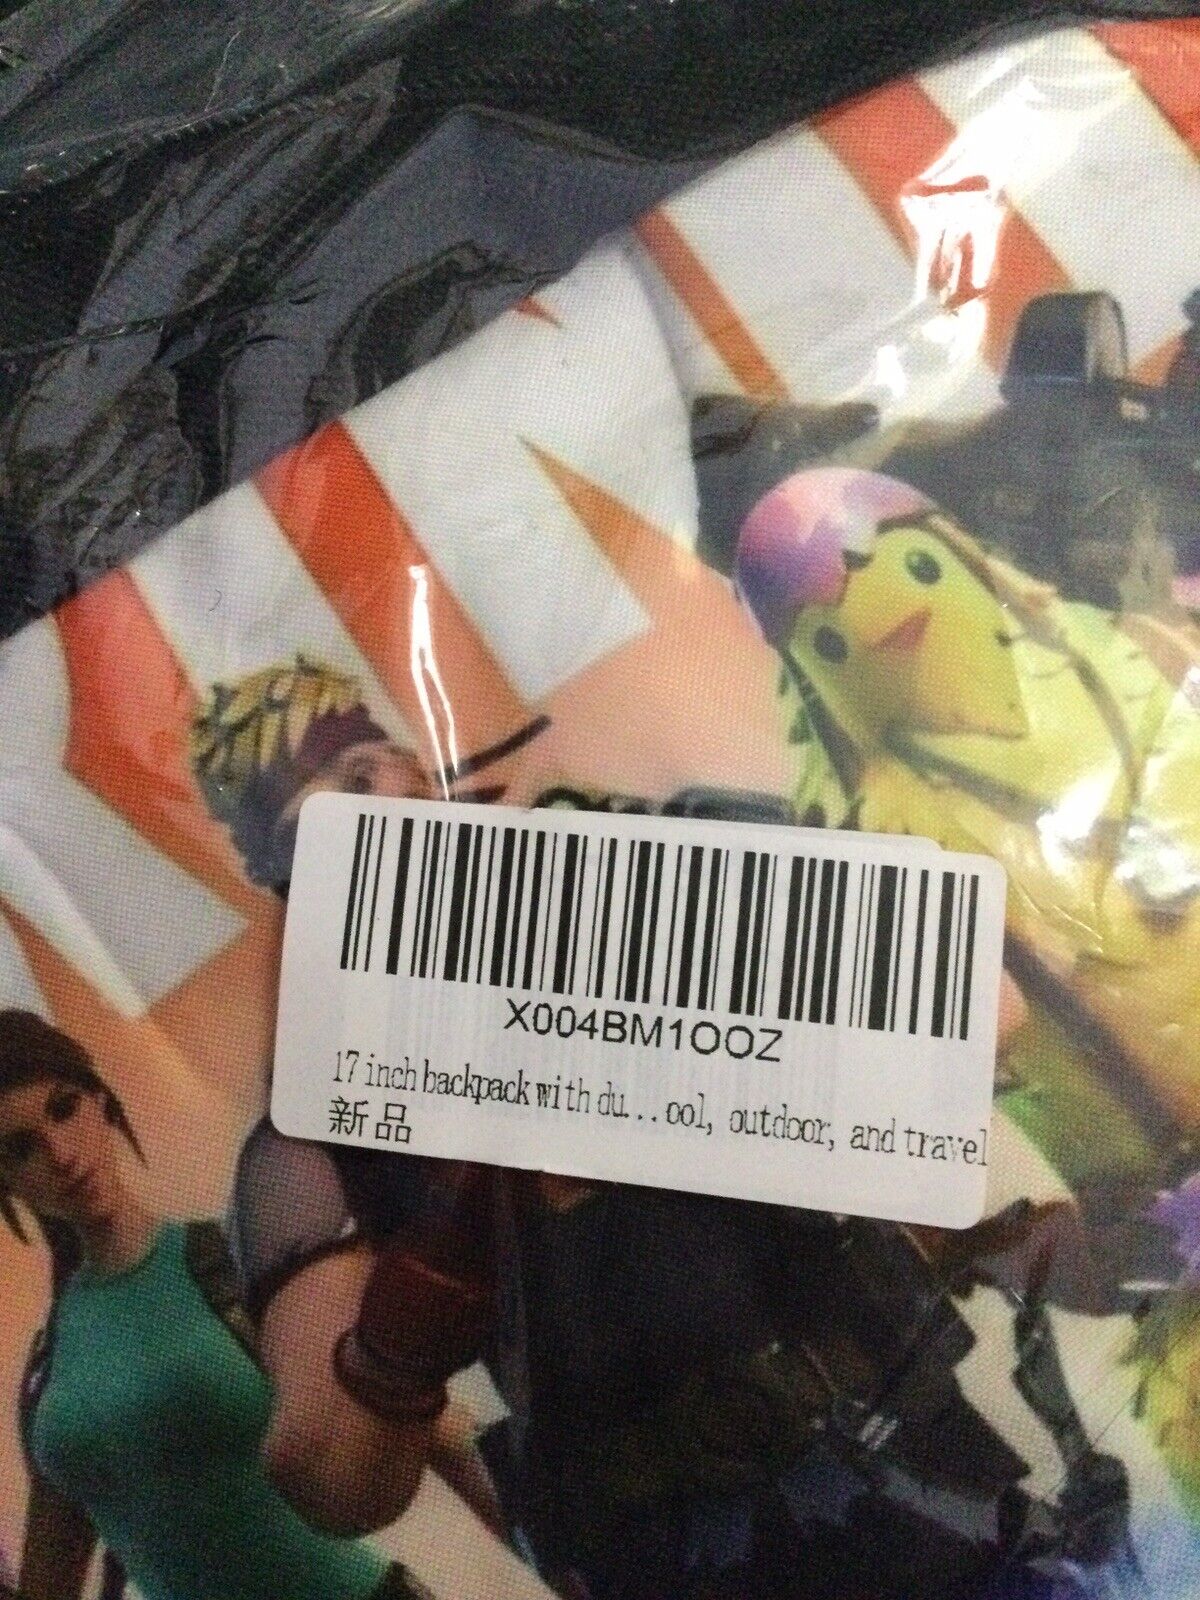 X004BM1OOZ
17 inch backpack with du...ool, outdoor, and travel
新品